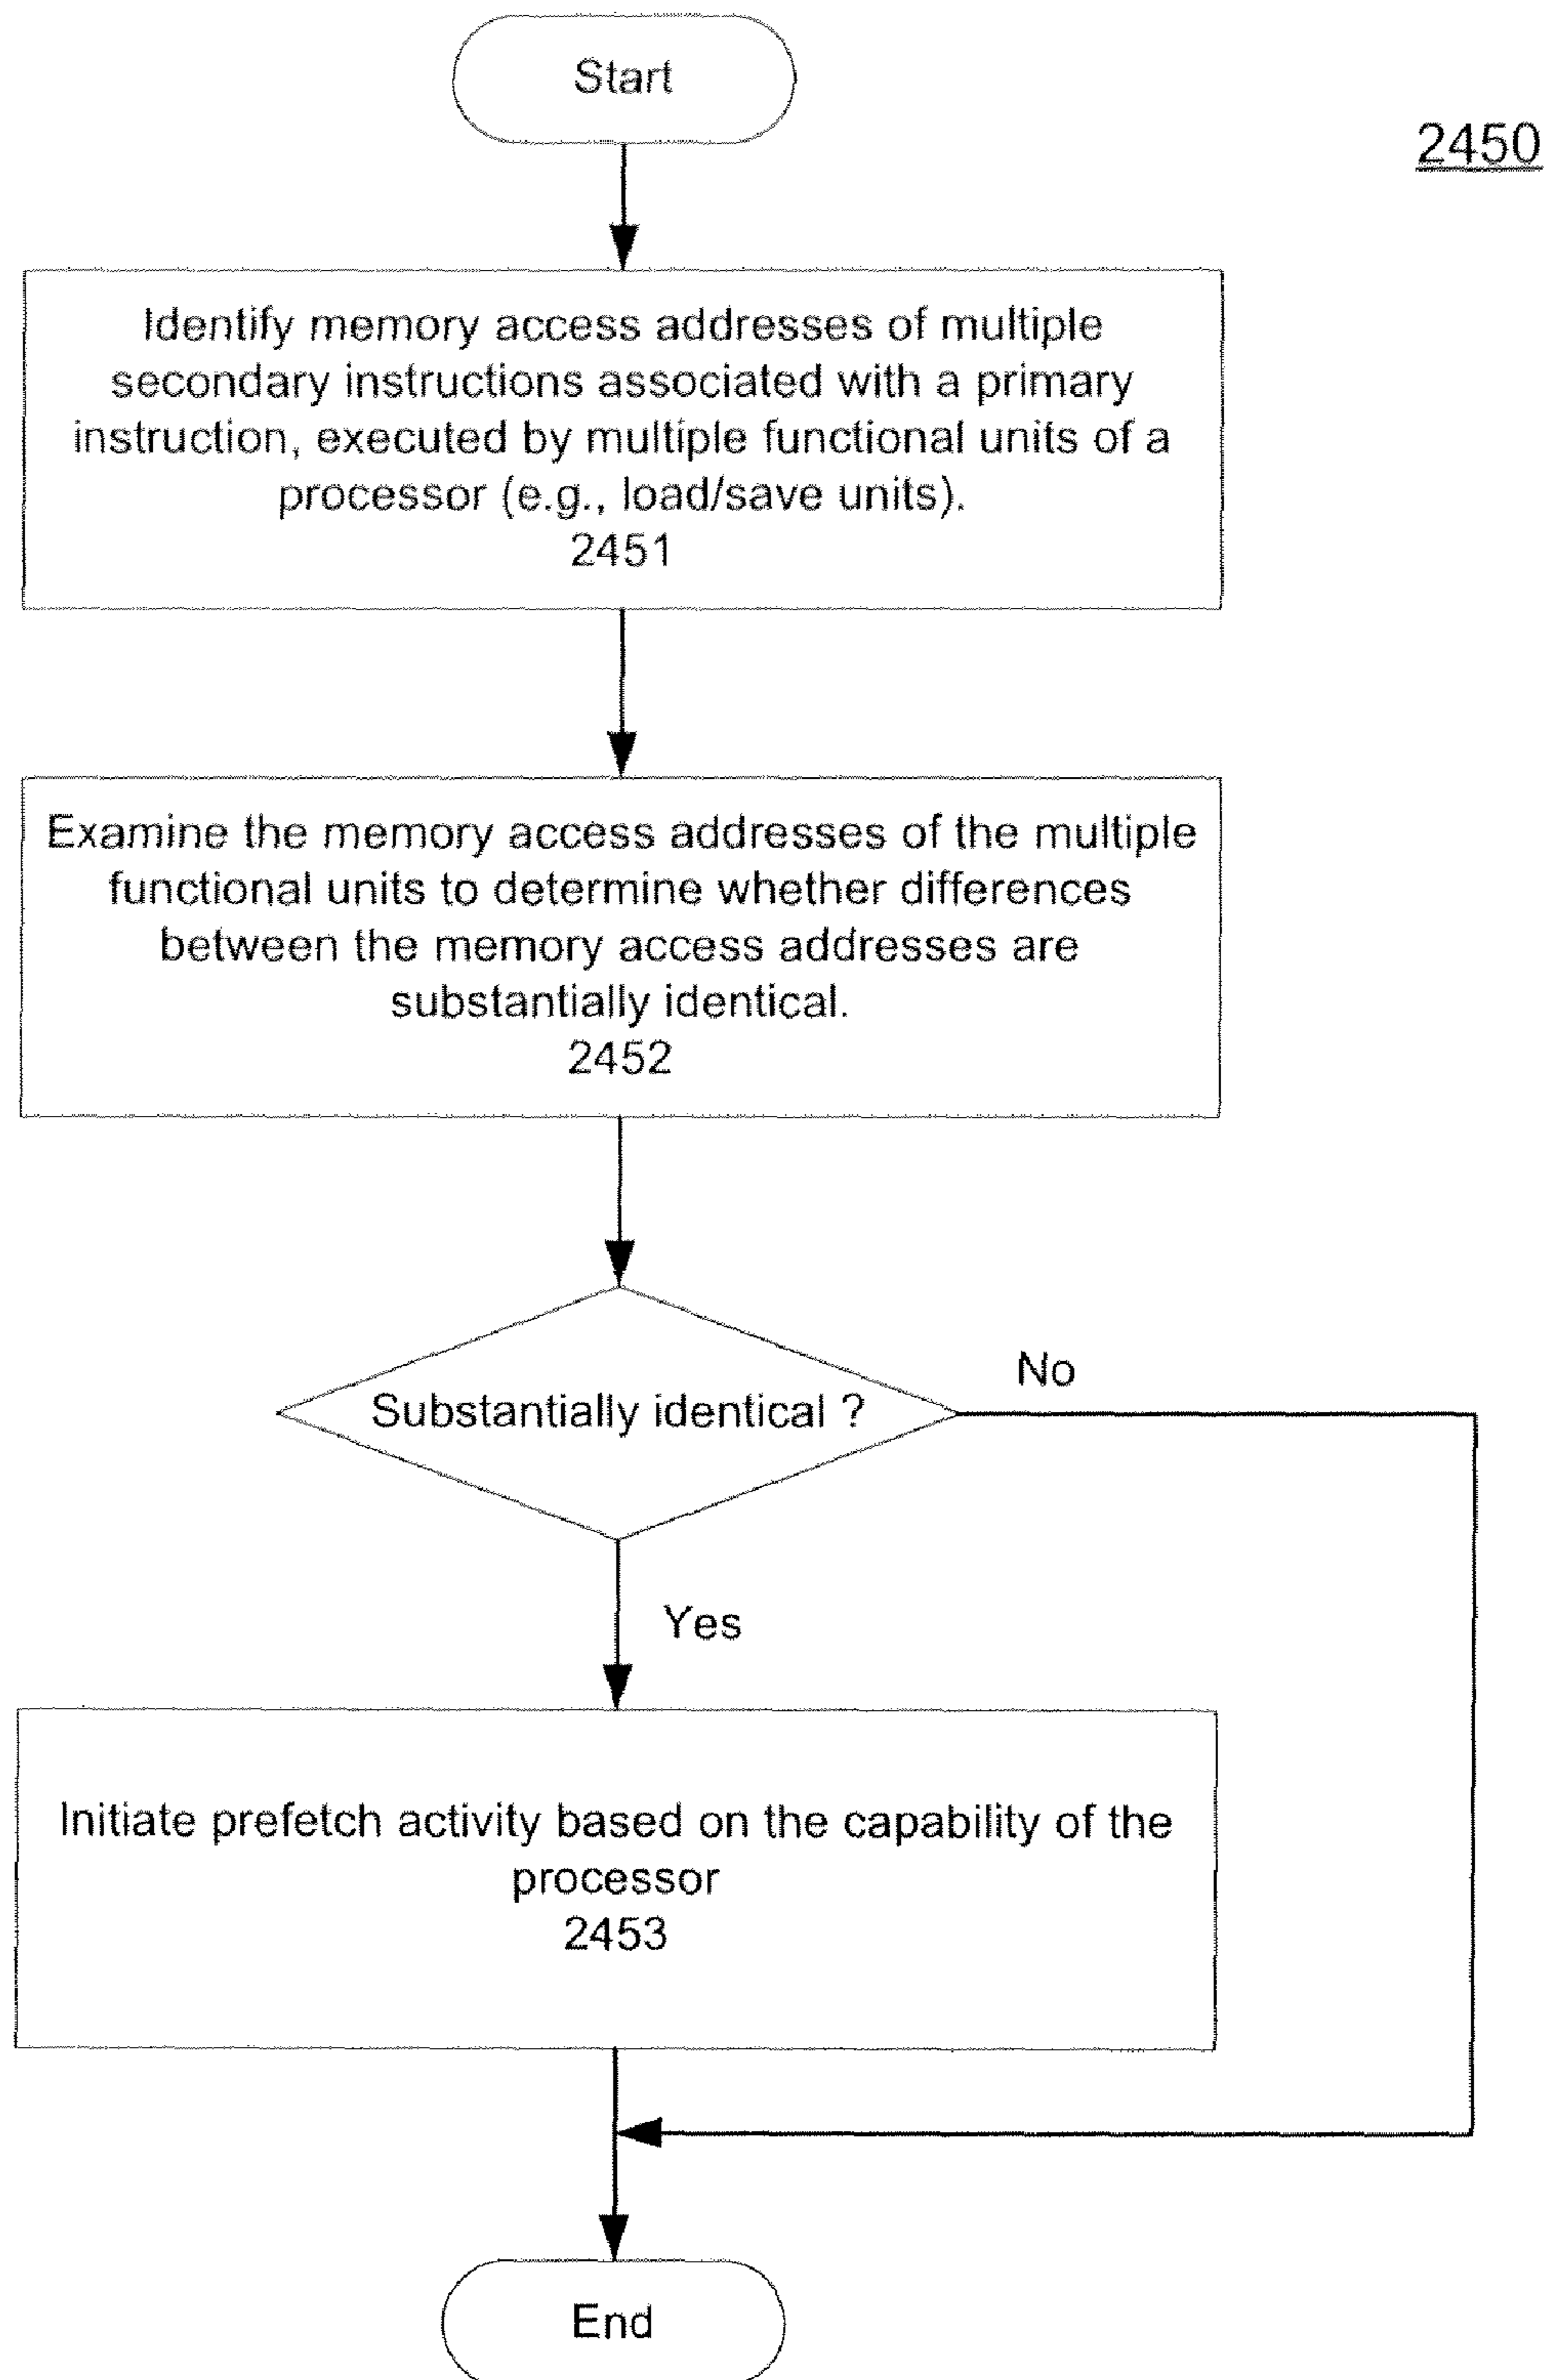 Start
2450
Identify memory access addresses of multiple
secondary instructions associated with a primary
instruction, executed by multiple functional units of a
processor (e.g., load/save units).
2451
Examine the memory access addresses of the multiple
functional units to determine whether differences
between the memory access addresses are
substantially identical.
2452
Substantially identical ?
No
Yes
Initiate prefetch activity based on the capability of the
processor
2453
End